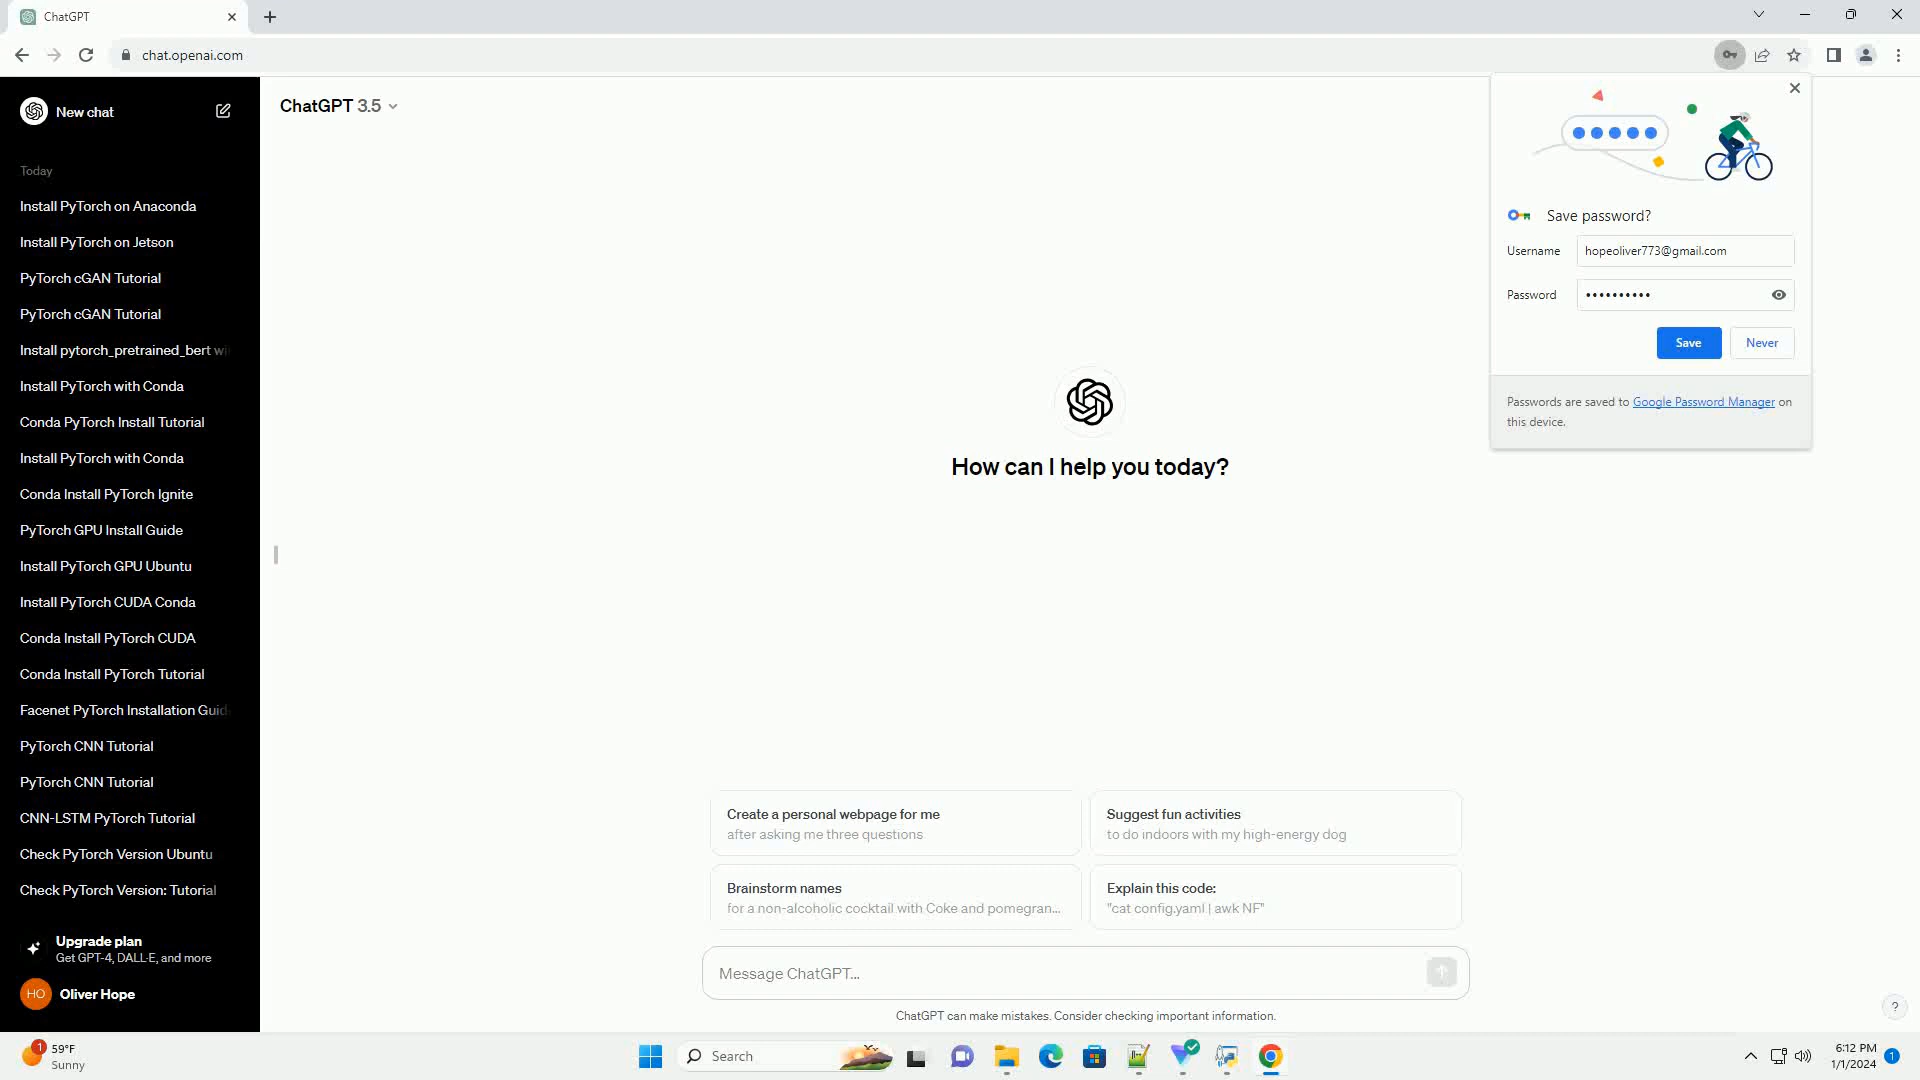 ChatGPT
chat.openai.com
New chat
Today
Install PyTorch on Anaconda
Install PyTorch on Jetson
PyTorch cGAN Tutorial
PyTorch cGAN Tutorial
Install pytorch_pretrained_bert wi
Install PyTorch with Conda
Conda PyTorch Install Tutorial
Install PyTorch with Conda
Conda Install PyTorch Ignite
PyTorch GPU Install Guide
Install PyTorch GPU Ubuntu
Install PyTorch CUDA Conda
Conda Install PyTorch CUDA
Conda Install PyTorch Tutorial
Facenet PyTorch Installation Guid
PyTorch CNN Tutorial
PyTorch CNN Tutorial
CNN-LSTM PyTorch Tutorial
Check PyTorch Version Ubuntu
Check PyTorch Version: Tutorial
Upgrade plan
Get GPT-4, DALL·E, and more
HO Oliver Hope
ChatGPT 3.5
Save password?
Username hopeoliver773@gmail.com
Password ••••••••••
Save Never
Passwords are saved to Google Password Manager on
this device.
How can I help you today?
Create a personal webpage for me
after asking me three questions
Suggest fun activities
to do indoors with my high-energy dog
Brainstorm names
for a non-alcoholic cocktail with Coke and pomegran...
Explain this code:
"cat config.yaml | awk NF"
Message ChatGPT...
ChatGPT can make mistakes. Consider checking important information.
?
1
59°F
Sunny
Search
6:12 PM
1/1/2024
1